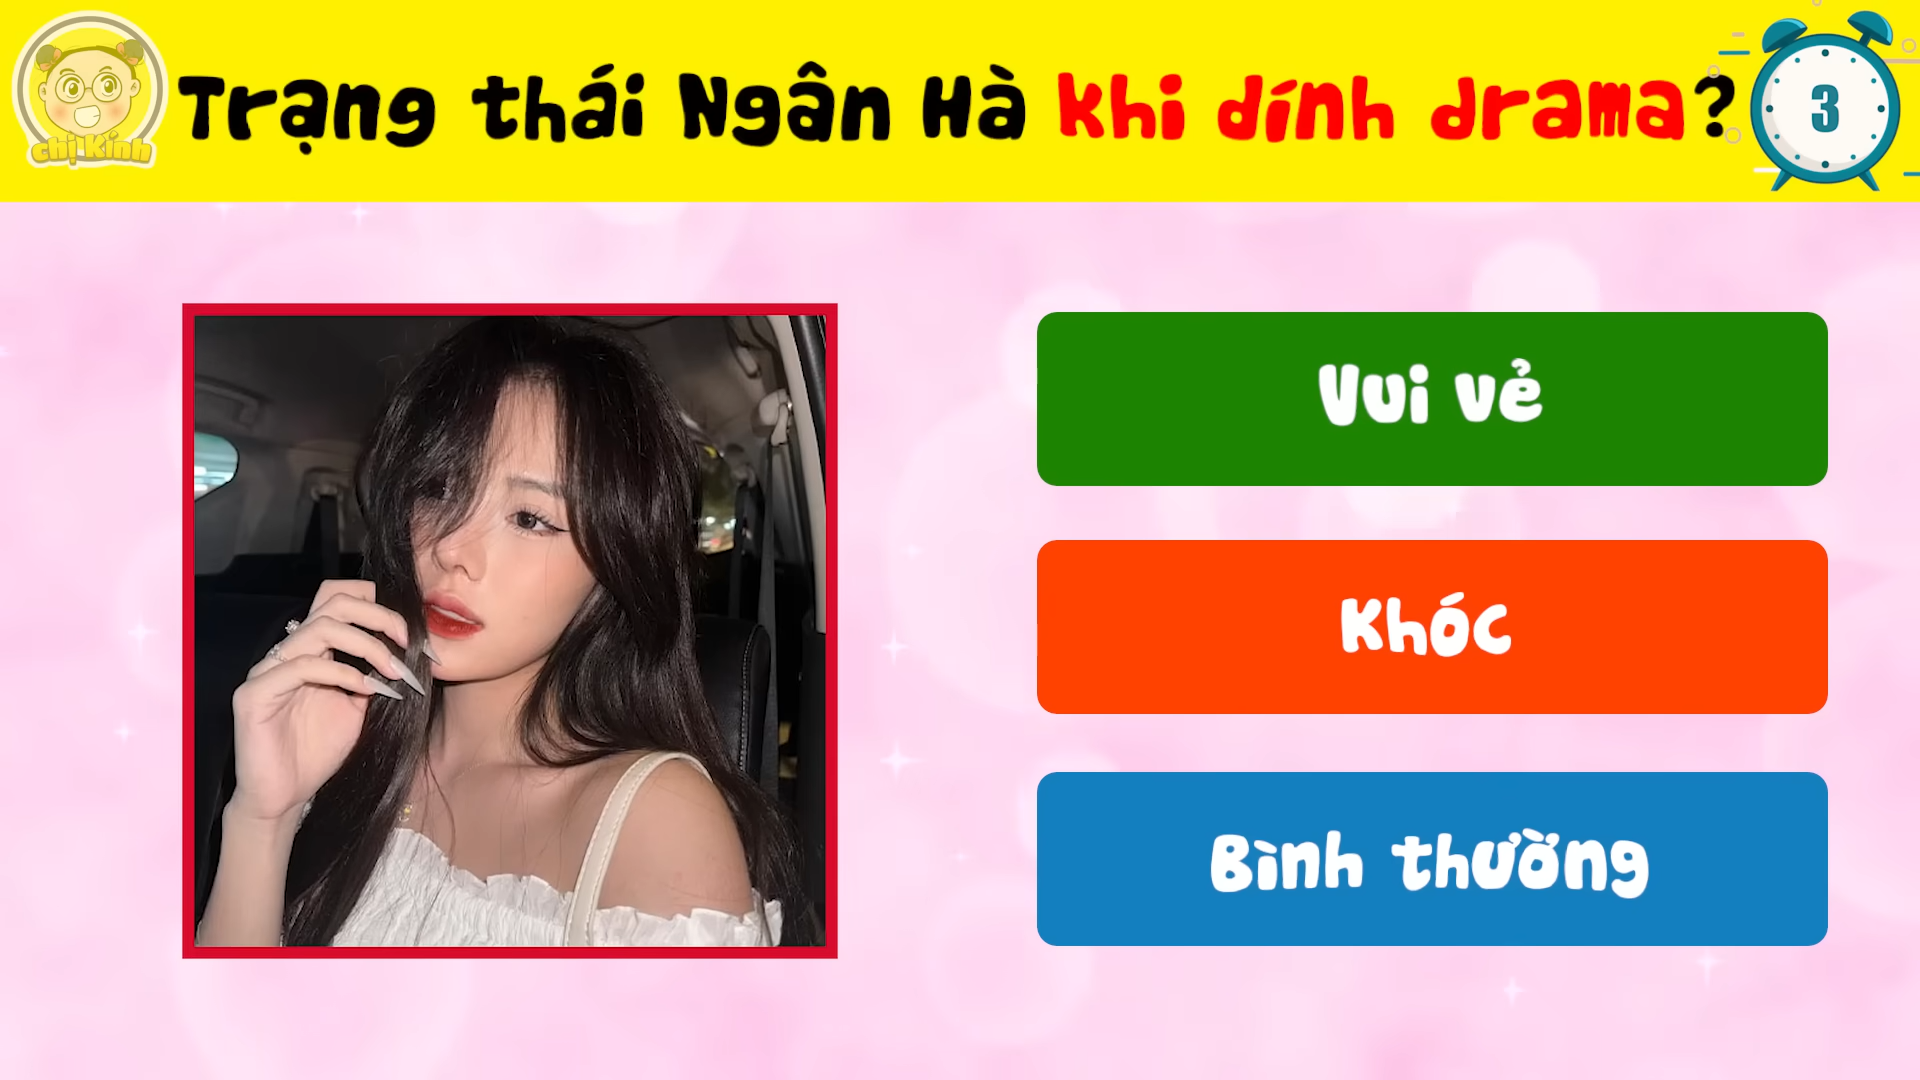 chị Kính
Trạng thái Ngân Hà khi dính drama?
3
Vui vẻ
Khóc
Bình thường